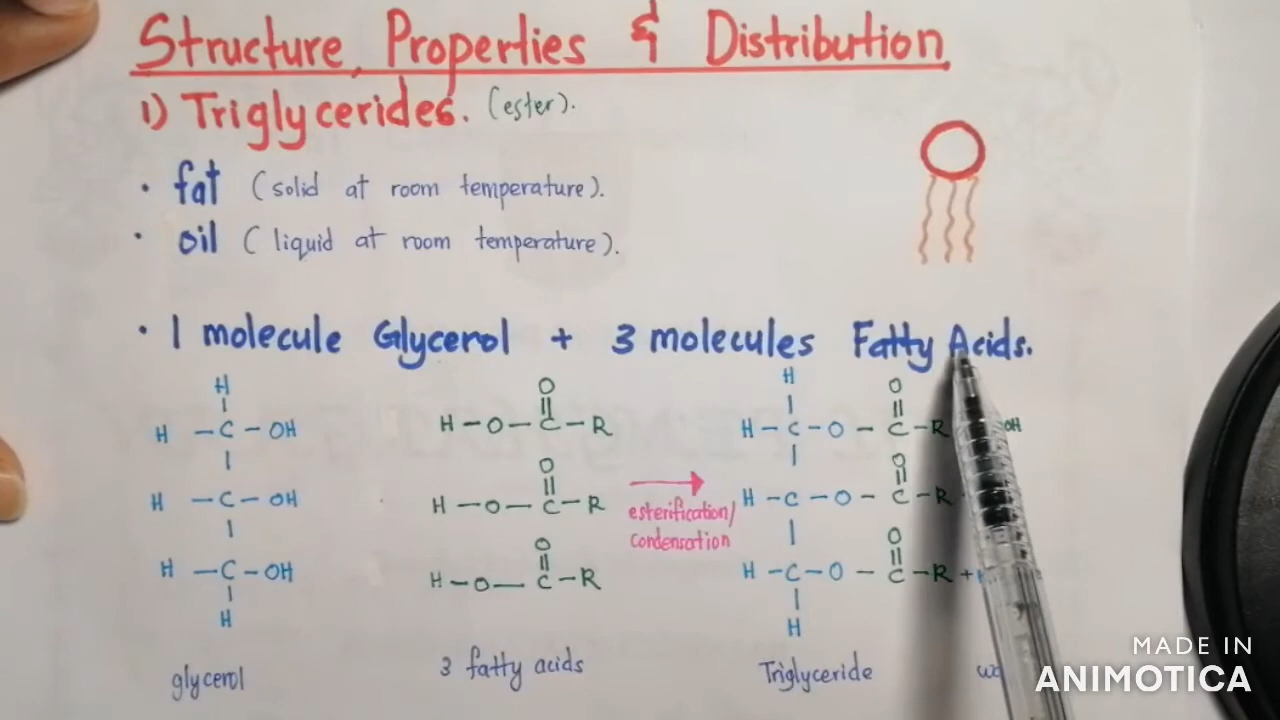 Structure, Properties & Distribution
1) Triglycerides. (ester).
• fat (solid at room temperature).
• oil (liquid at room temperature).
• 1 molecule Glycerol + 3 molecules Fatty Acids.
H O H O
H – C – OH H – O – C – R H – C – O – C – R OH
O O
H – C – OH H – O – C – R esterification/ H – C – O – C – R
condensation
O O
H – C – OH H – O – C – R H – C – O – C – R +
H H
glycerol 3 fatty acids Triglyceride
MADE IN
ANIMOTICA